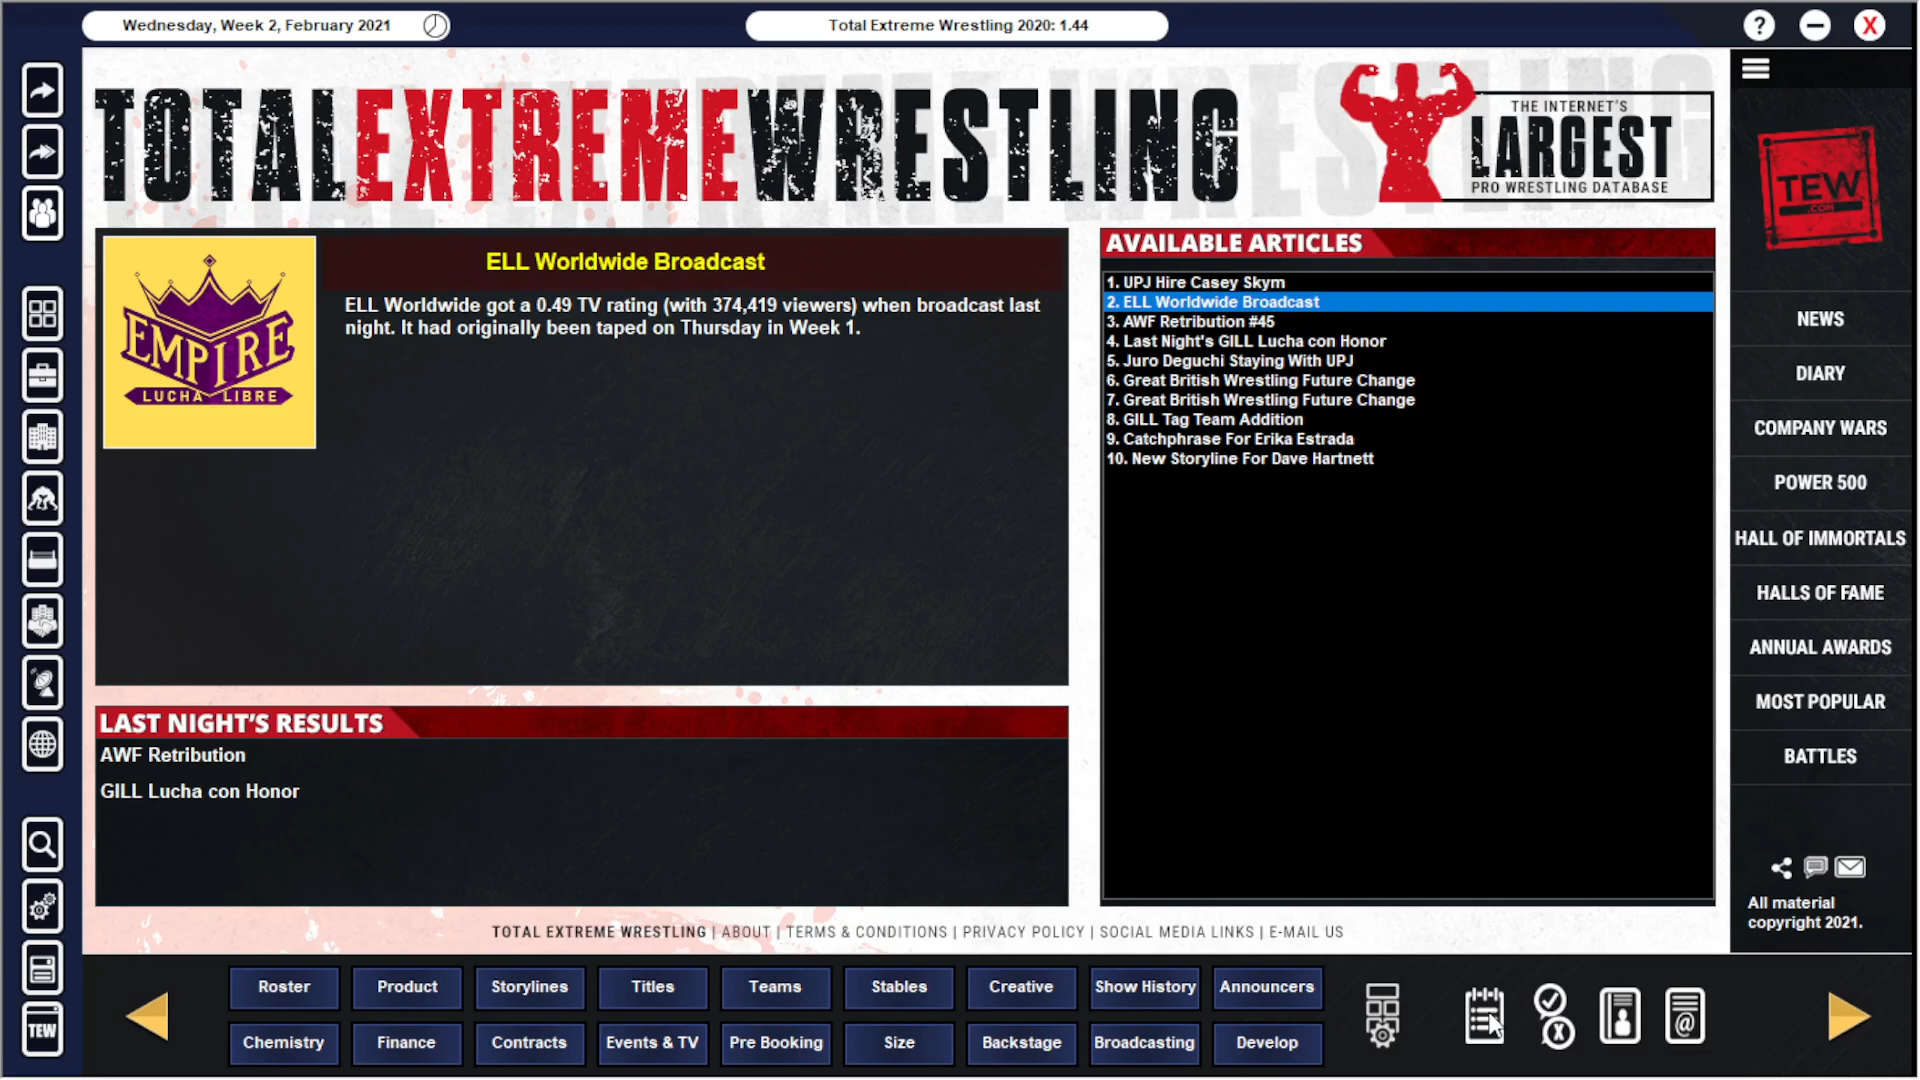 Wednesday, Week 2, February 2021
Total Extreme Wrestling 2020: 1.44
?
X
TOTALEXTREMEWRESTLING
THE INTERNET'S
LARGEST
PRO WRESTLING DATABASE
TEW
.COM
EMPIRE
LUCHA LIBRE
ELL Worldwide Broadcast
ELL Worldwide got a 0.49 TV rating (with 374,419 viewers) when broadcast last
night. It had originally been taped on Thursday in Week 1.
AVAILABLE ARTICLES
1. UPJ Hire Casey Skym
2. ELL Worldwide Broadcast
3. AWF Retribution #45
4. Last Night's GILL Lucha con Honor
5. Juro Deguchi Staying With UPJ
6. Great British Wrestling Future Change
7. Great British Wrestling Future Change
8. GILL Tag Team Addition
9. Catchphrase For Erika Estrada
10. New Storyline For Dave Hartnett
LAST NIGHT'S RESULTS
AWF Retribution
GILL Lucha con Honor
TOTAL EXTREME WRESTLING | ABOUT | TERMS & CONDITIONS | PRIVACY POLICY | SOCIAL MEDIA LINKS | E-MAIL US
NEWS
DIARY
COMPANY WARS
POWER 500
HALL OF IMMORTALS
HALLS OF FAME
ANNUAL AWARDS
MOST POPULAR
BATTLES
All material
copyright 2021.
TEW
Roster
Product
Storylines
Titles
Teams
Stables
Creative
Show History
Announcers
Chemistry
Finance
Contracts
Events & TV
Pre Booking
Size
Backstage
Broadcasting
Develop